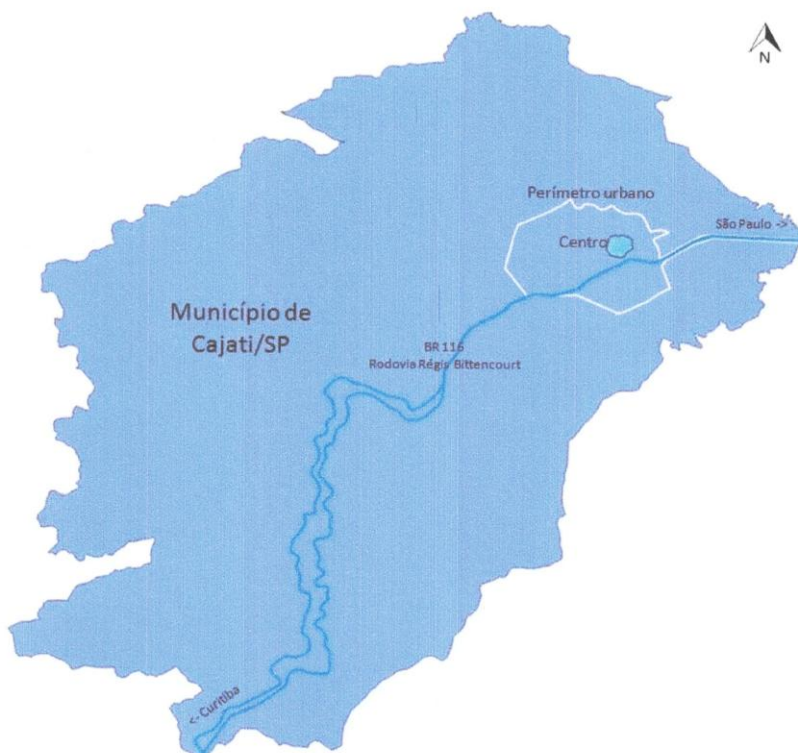 N
Perímetro urbano
São Paulo ->
Centro
Município de
Cajati/SP
BR 116
Rodovia Régis Bittencourt
<- Curitiba